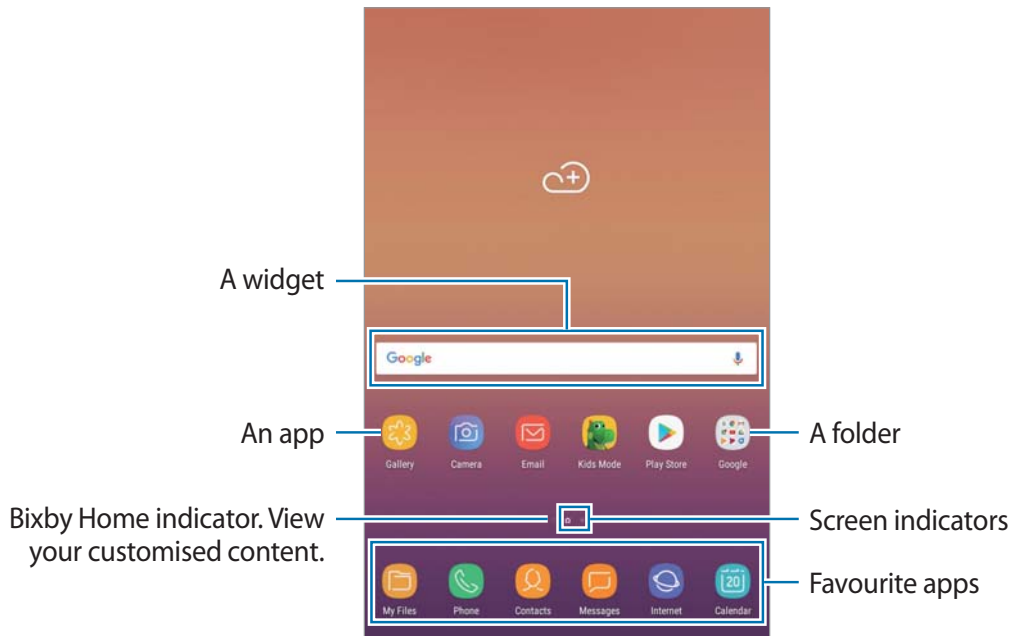 A widget
Google
An app
A folder
Gallery
Camera
Email
Kids Mode
Play Store
Google
Bixby Home indicator. View
your customised content.
Screen indicators
Favourite apps
20
My Files
Phone
Contacts
Messages
Internet
Calendar